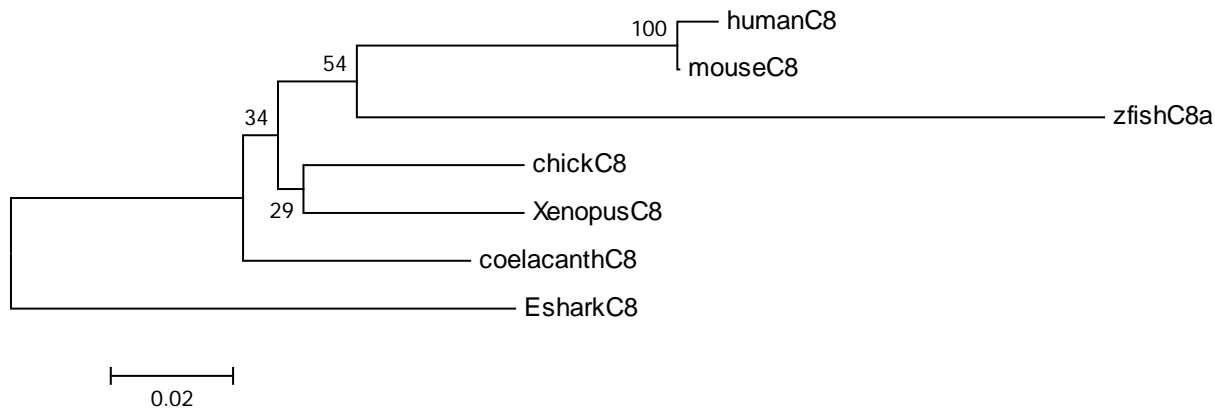 humanC8
100
mouseC8
54
zfishC8a
34
chickC8
29
XenopusC8
coelacanthC8
EsharkC8
0.02